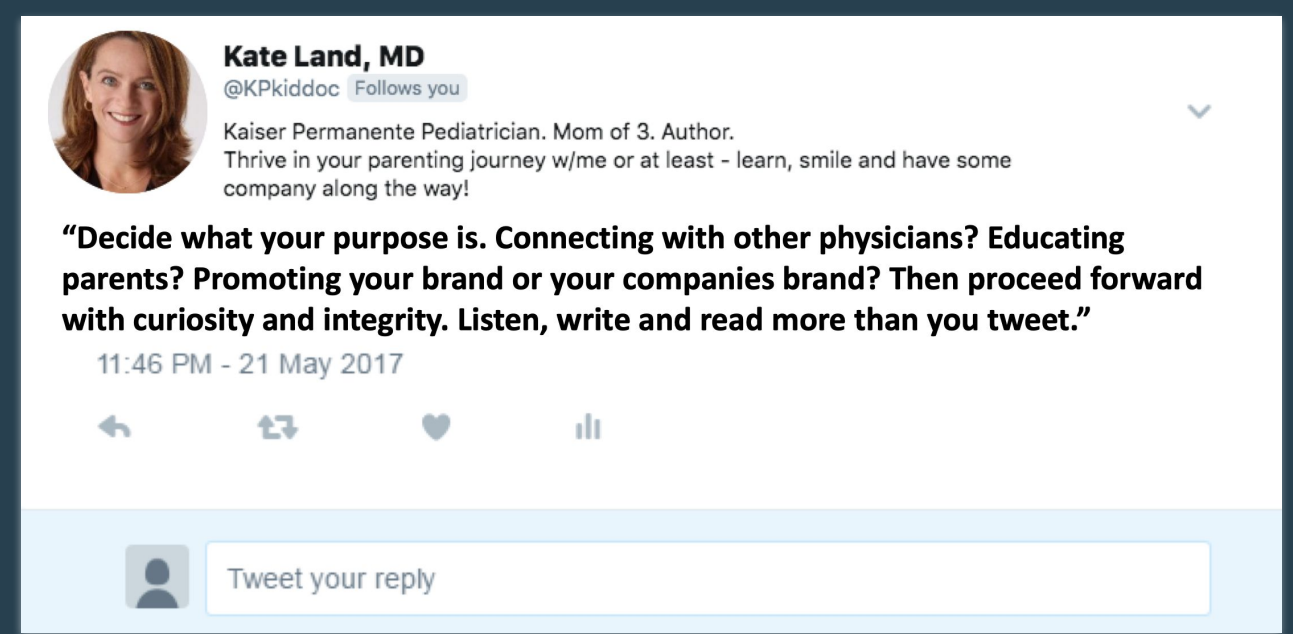 Kate Land, MD
@KPkiddoc Follows you
Kaiser Permanente Pediatrician. Mom of 3. Author.
Thrive in your parenting journey w/me or at least - learn, smile and have some
company along the way!
“Decide what your purpose is. Connecting with other physicians? Educating
parents? Promoting your brand or your companies brand? Then proceed forward
with curiosity and integrity. Listen, write and read more than you tweet.”
11:46 PM - 21 May 2017
Tweet your reply